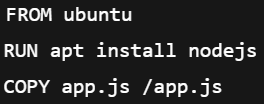 FROM ubuntu
RUN apt install nodejs
COPY app.js /app.js